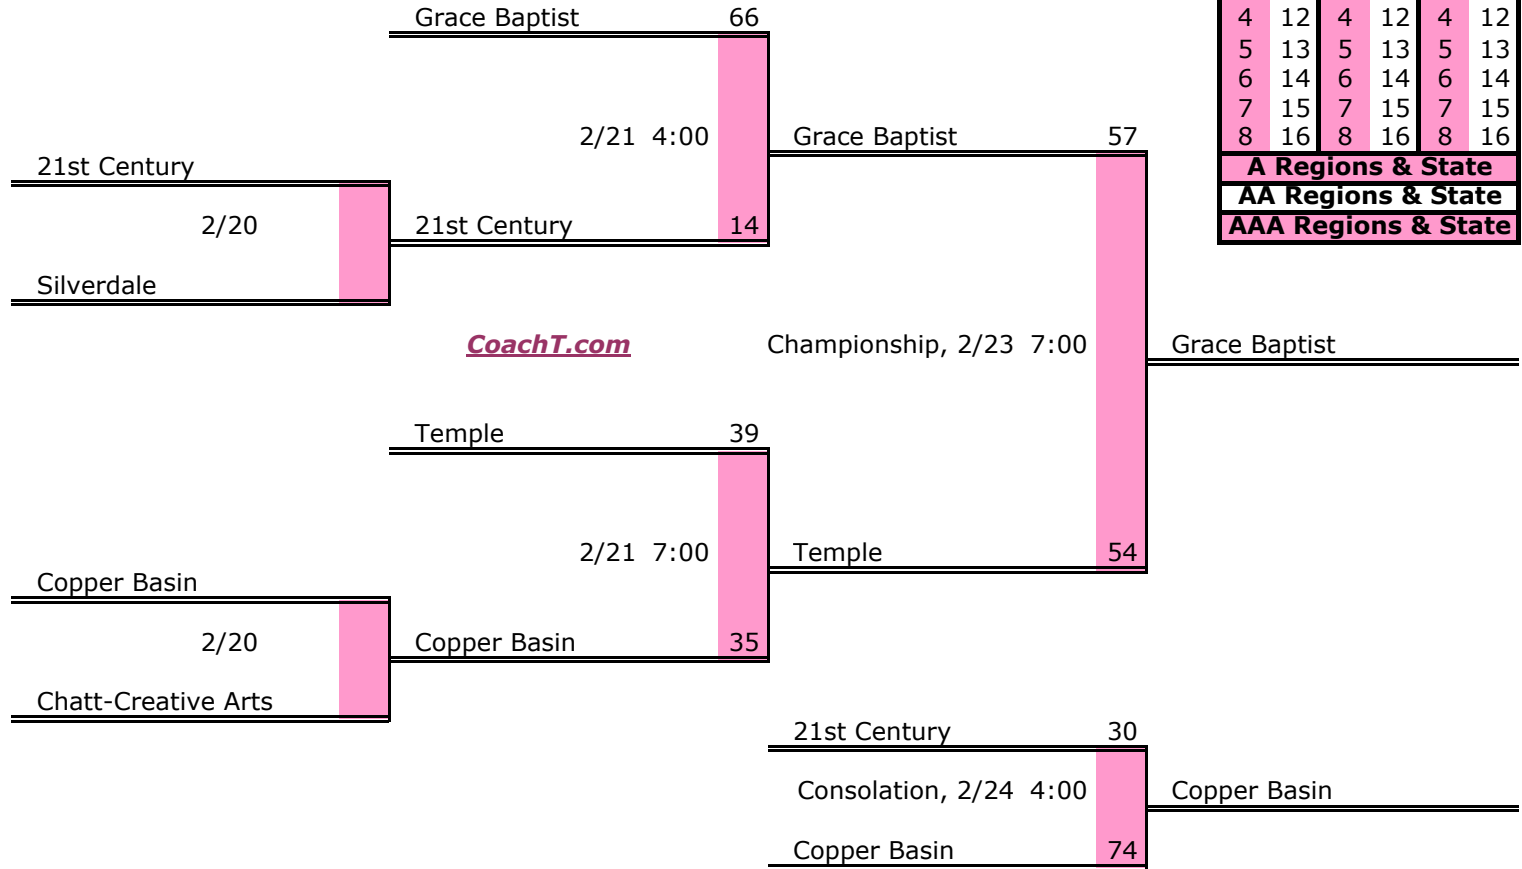 Grace Baptist 66
4 12 4 12 4 12
5 13 5 13 5 13
6 14 6 14 6 14
7 15 7 15 7 15
2/21 4:00 Grace Baptist 57
8 16 8 16 8 16
21st Century
A Regions & State
AA Regions & State
2/20 21st Century 14
AAA Regions & State
Silverdale
CoachT.com Championship, 2/23 7:00 Grace Baptist
Temple 39
2/21 7:00 Temple 54
Copper Basin
2/20 Copper Basin 35
Chatt-Creative Arts
21st Century 30
Consolation, 2/24 4:00 Copper Basin
Copper Basin 74